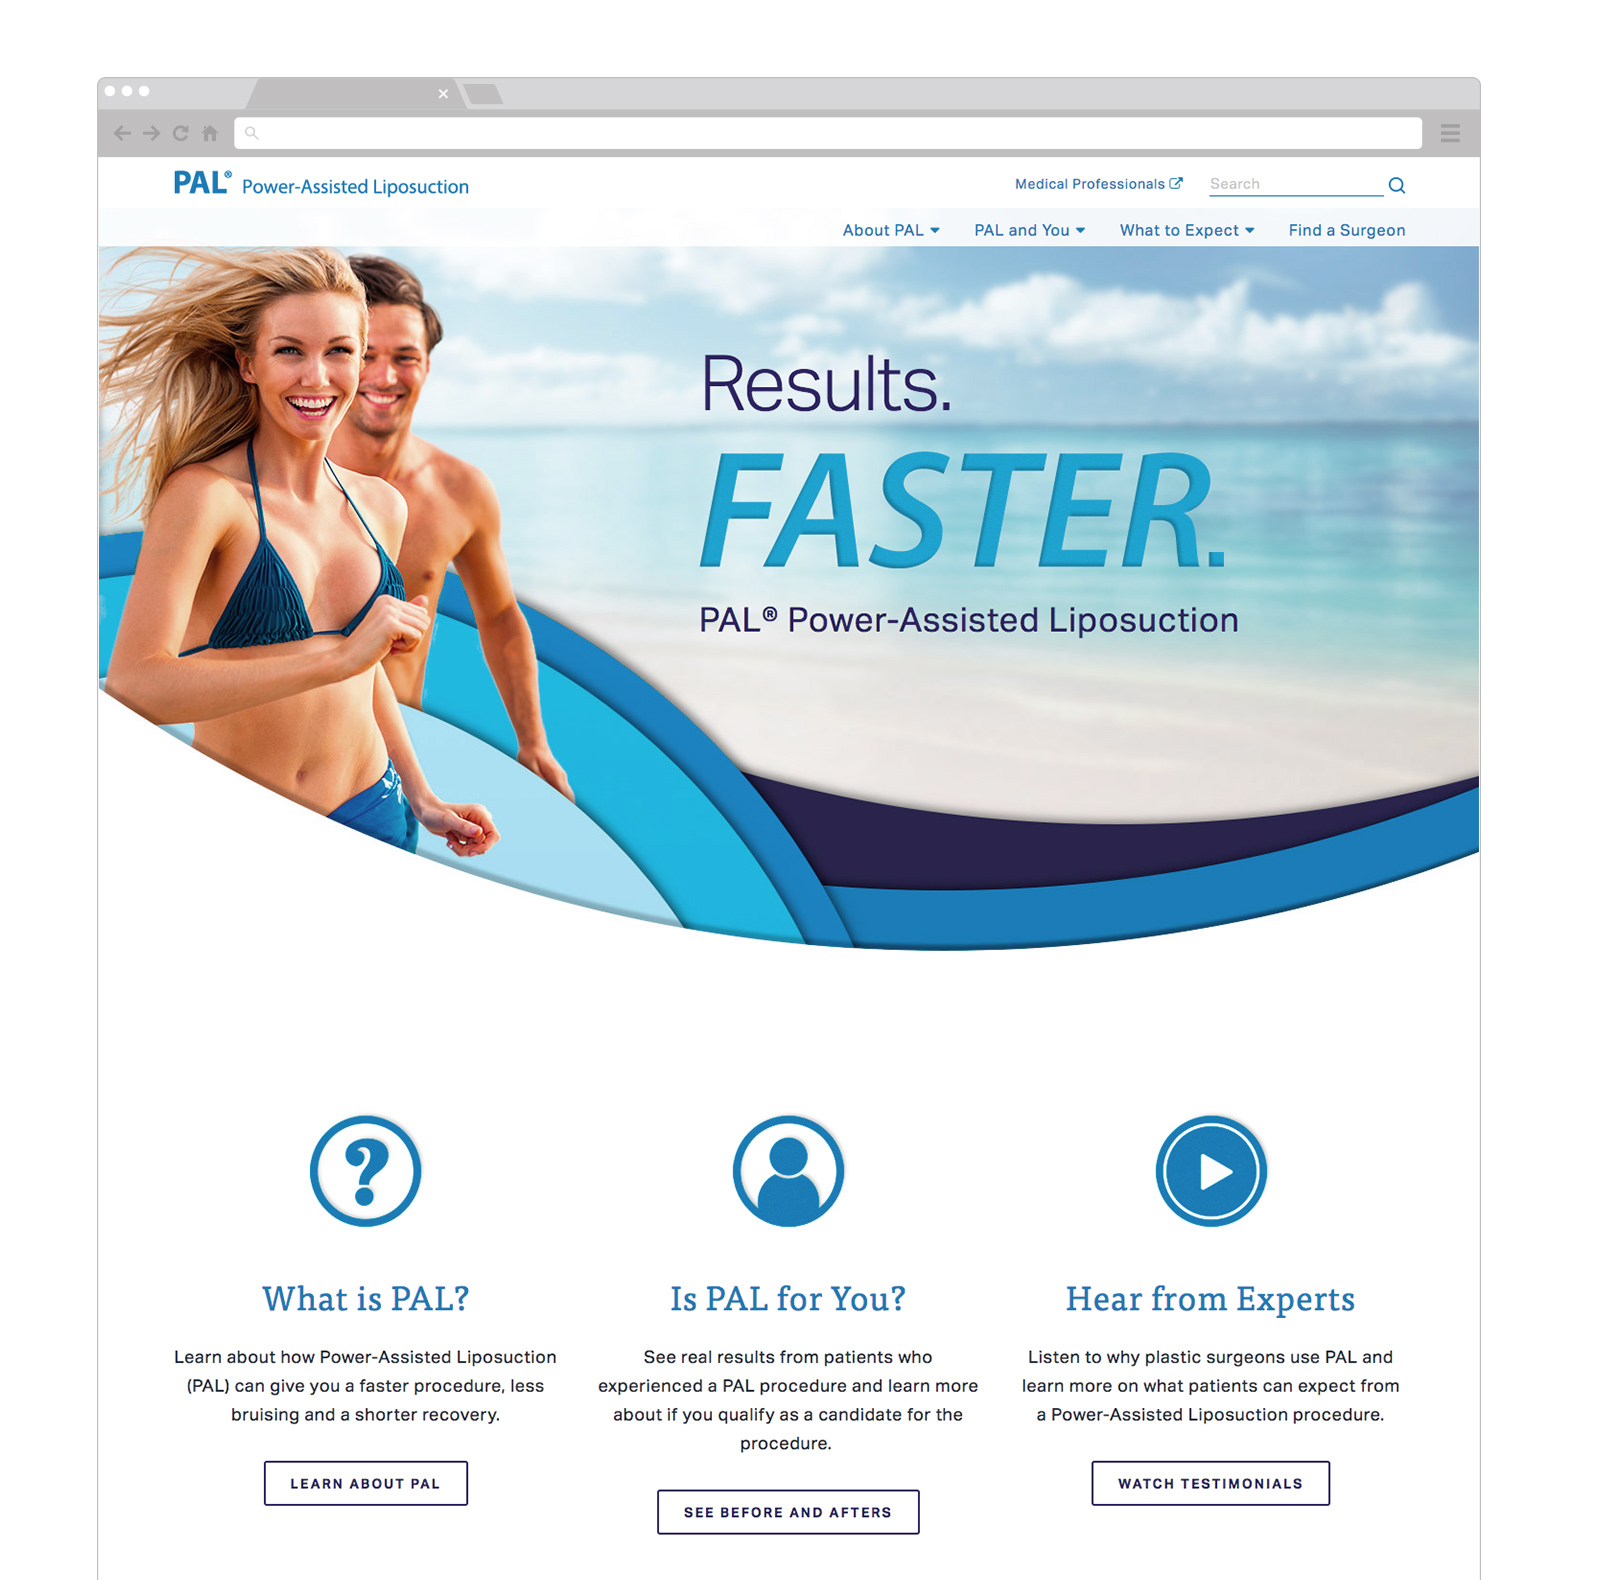 PAL® Power-Assisted Liposuction
Medical Professionals
Search
About PAL
PAL and You
What to Expect
Find a Surgeon
Results.
FASTER.
PAL® Power-Assisted Liposuction
What is PAL?
Learn about how Power-Assisted Liposuction
(PAL) can give you a faster procedure, less
bruising and a shorter recovery.
LEARN ABOUT PAL
Is PAL for You?
See real results from patients who
experienced a PAL procedure and learn more
about if you qualify as a candidate for the
procedure.
SEE BEFORE AND AFTERS
Hear from Experts
Listen to why plastic surgeons use PAL and
learn more on what patients can expect from
a Power-Assisted Liposuction procedure.
WATCH TESTIMONIALS